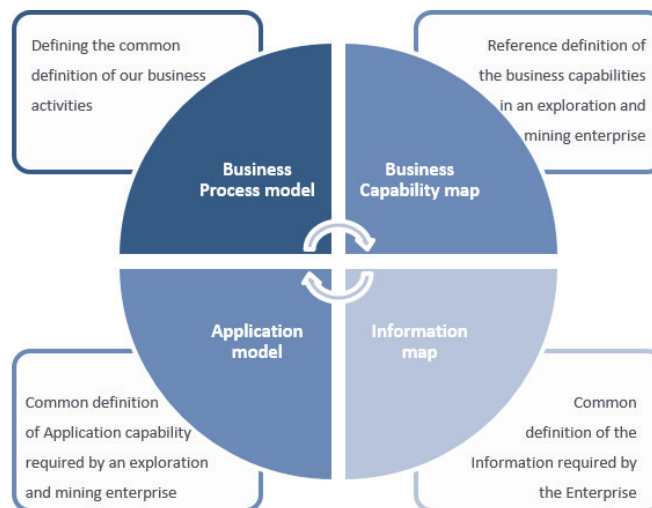 Defining the common
definition of our business
activities
Reference definition of
the business capabilities
in an exploration and
mining enterprise
Business
Process model
Business
Capability map
Application
model
Information
map
Common definition
of Application capability
required by an exploration
and mining enterprise
Common
definition of the
Information required by
the Enterprise